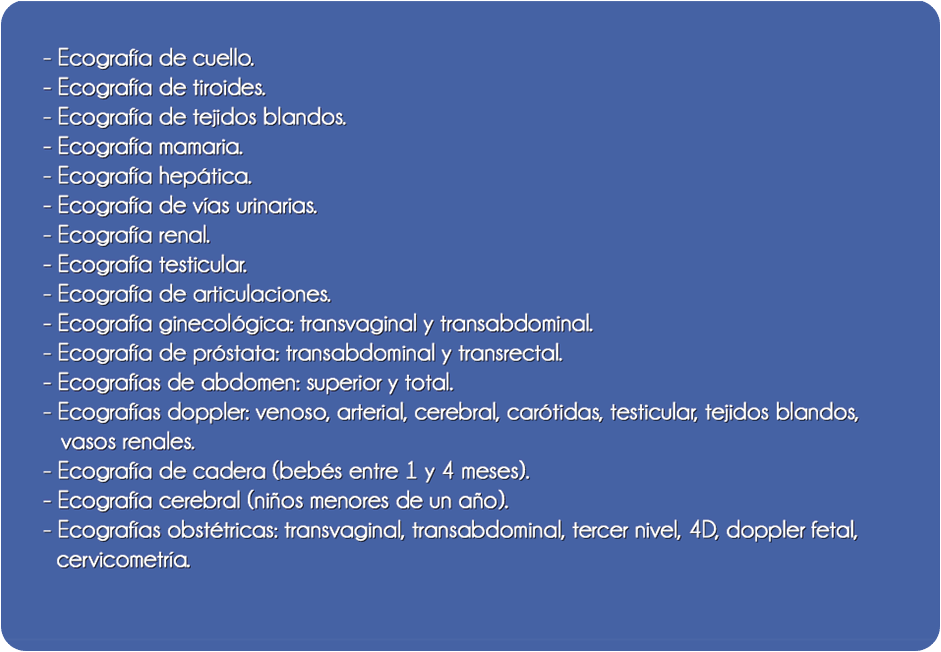 - Ecografía de cuello.
- Ecografía de tiroides.
- Ecografía de tejidos blandos.
- Ecografía mamaria.
- Ecografía hepática.
- Ecografía de vías urinarias.
- Ecografía renal.
- Ecografía testicular.
- Ecografía de articulaciones.
- Ecografía ginecológica: transvaginal y transabdominal.
- Ecografía de próstata: transabdominal y transrectal.
- Ecografías de abdomen: superior y total.
- Ecografías doppler: venoso, arterial, cerebral, carótidas, testicular, tejidos blandos,
vasos renales.
- Ecografía de cadera (bebés entre 1 y 4 meses).
- Ecografía cerebral (niños menores de un año).
- Ecografías obstétricas: transvaginal, transabdominal, tercer nivel, 4D, doppler fetal,
cervicometría.